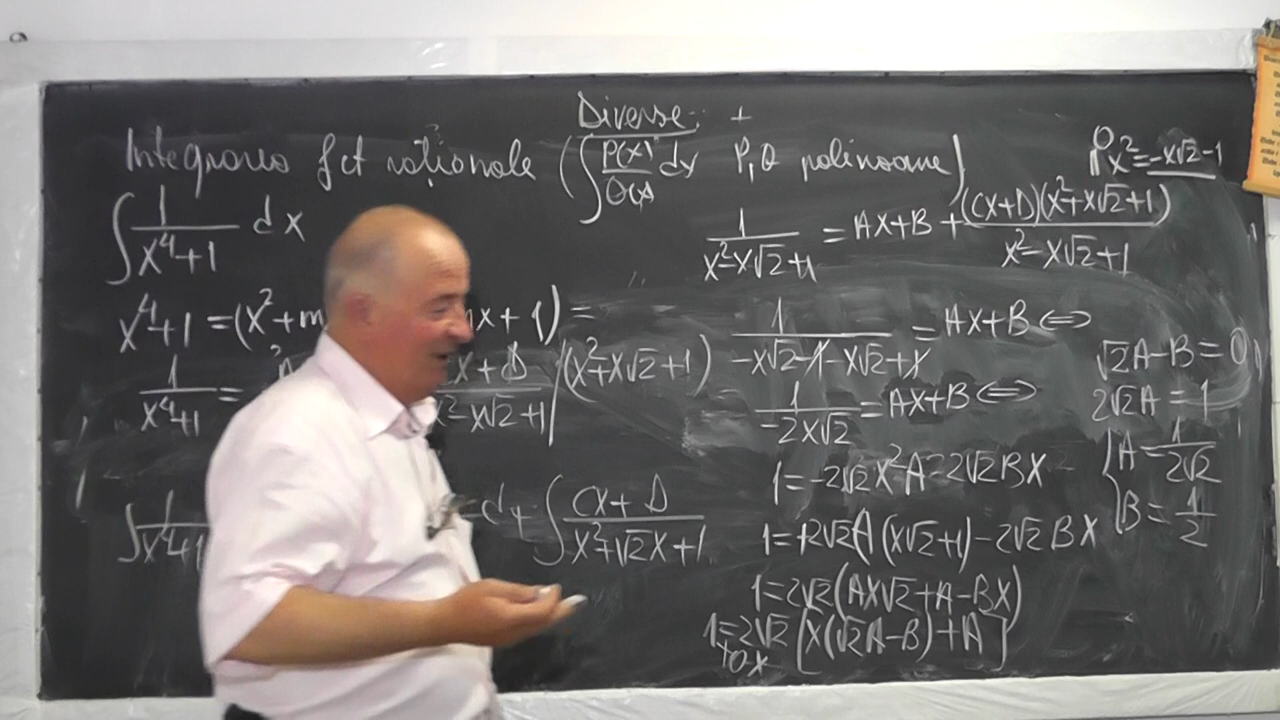 Diverse: +
Integrarea fct raționale (∫ P(x)/Q(x) dx P,Q polinoame)
x²=-x√2-1
∫ 1/(x⁴+1) dx
1/(x²-x√2+1) = Ax+B + (Cx+D)(x²+x√2+1)/(x²-x√2+1)
x⁴+1=(x²+m x+1)=
1/(-x√2-1-x√2+1) = Ax+B ⇔
1/(x⁴+1) = x+D/(x²-x√2+1) /(x²+x√2+1)
√2A-B=0
1/(-2x√2) = Ax+B ⇔
2√2A=1
1=-2√2x²A-2√2Bx
A=1/(2√2)
∫ 1/(x⁴+1) ∫ (Cx+D)/(x²+√2x+1)
1=+2√2A(x√2+1)-2√2Bx
B=1/2
1=2√2(Ax√2+A-Bx)
1=2√2[x(√2A-B)+A]
+0x